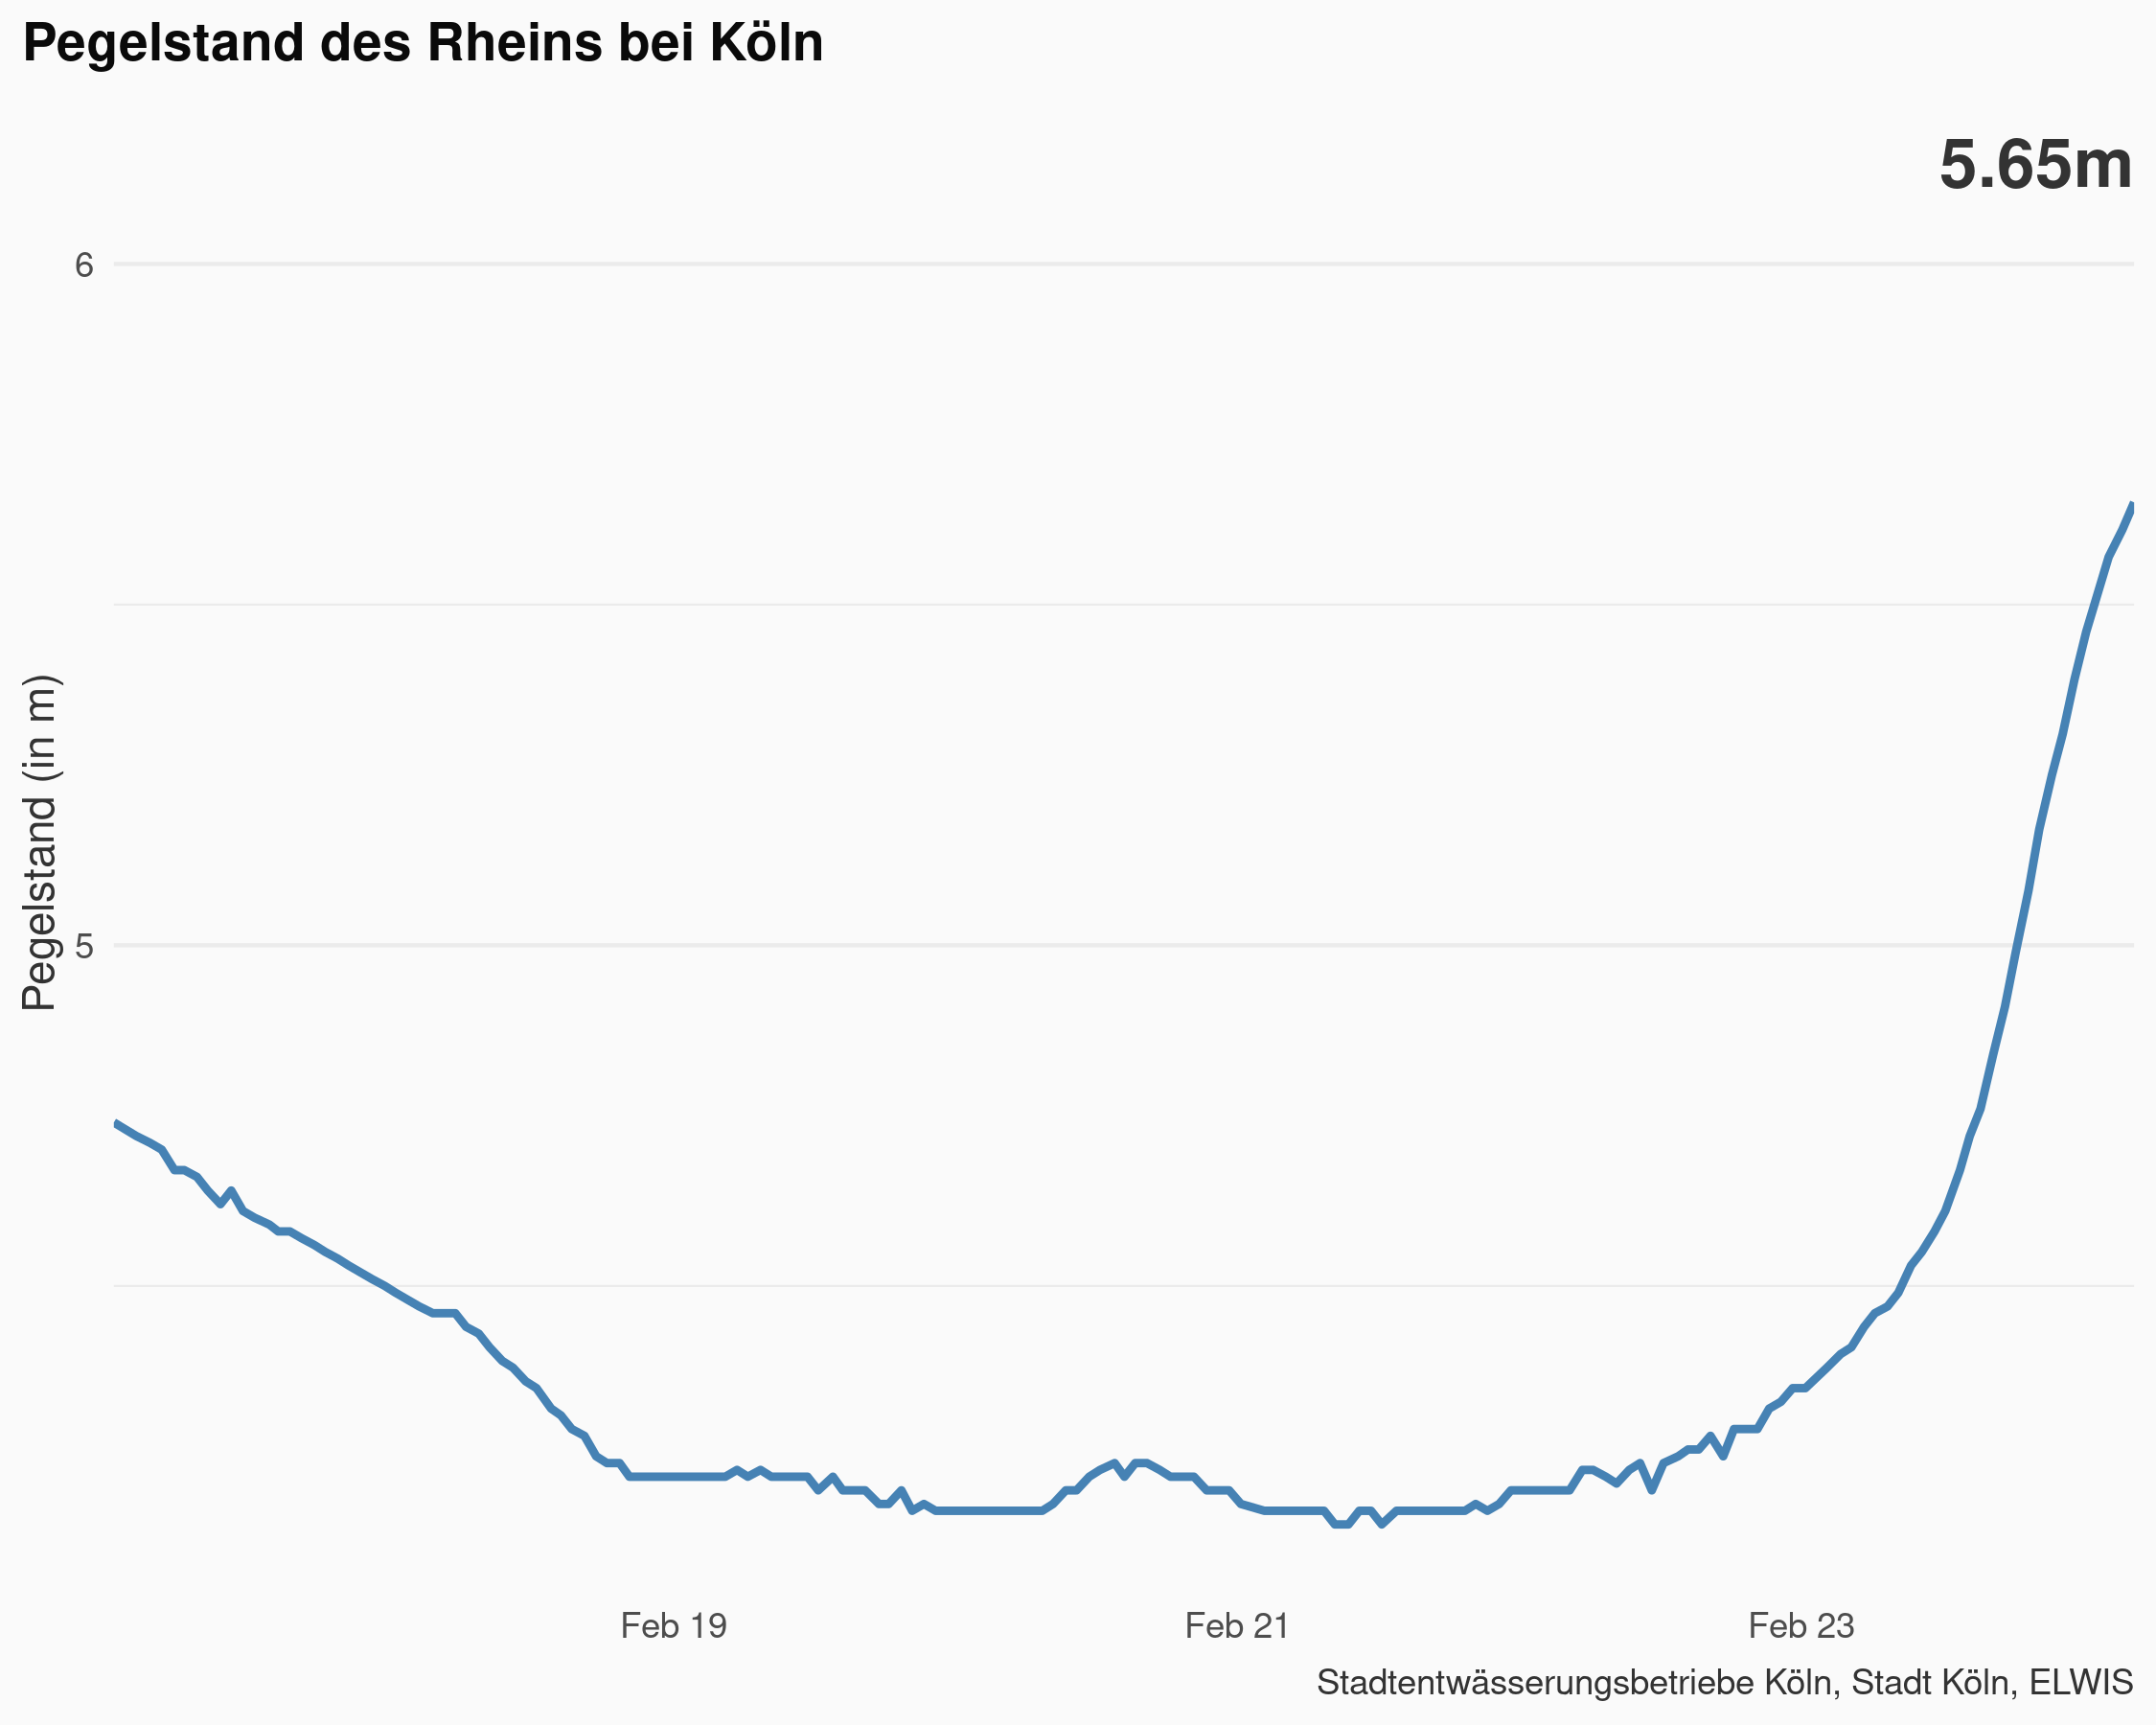 Pegelstand des Rheins bei Köln
5.65m
6
Pegelstand (in m)
5
Feb 19
Feb 21
Feb 23
Stadtentwässerungsbetriebe Köln, Stadt Köln, ELWIS